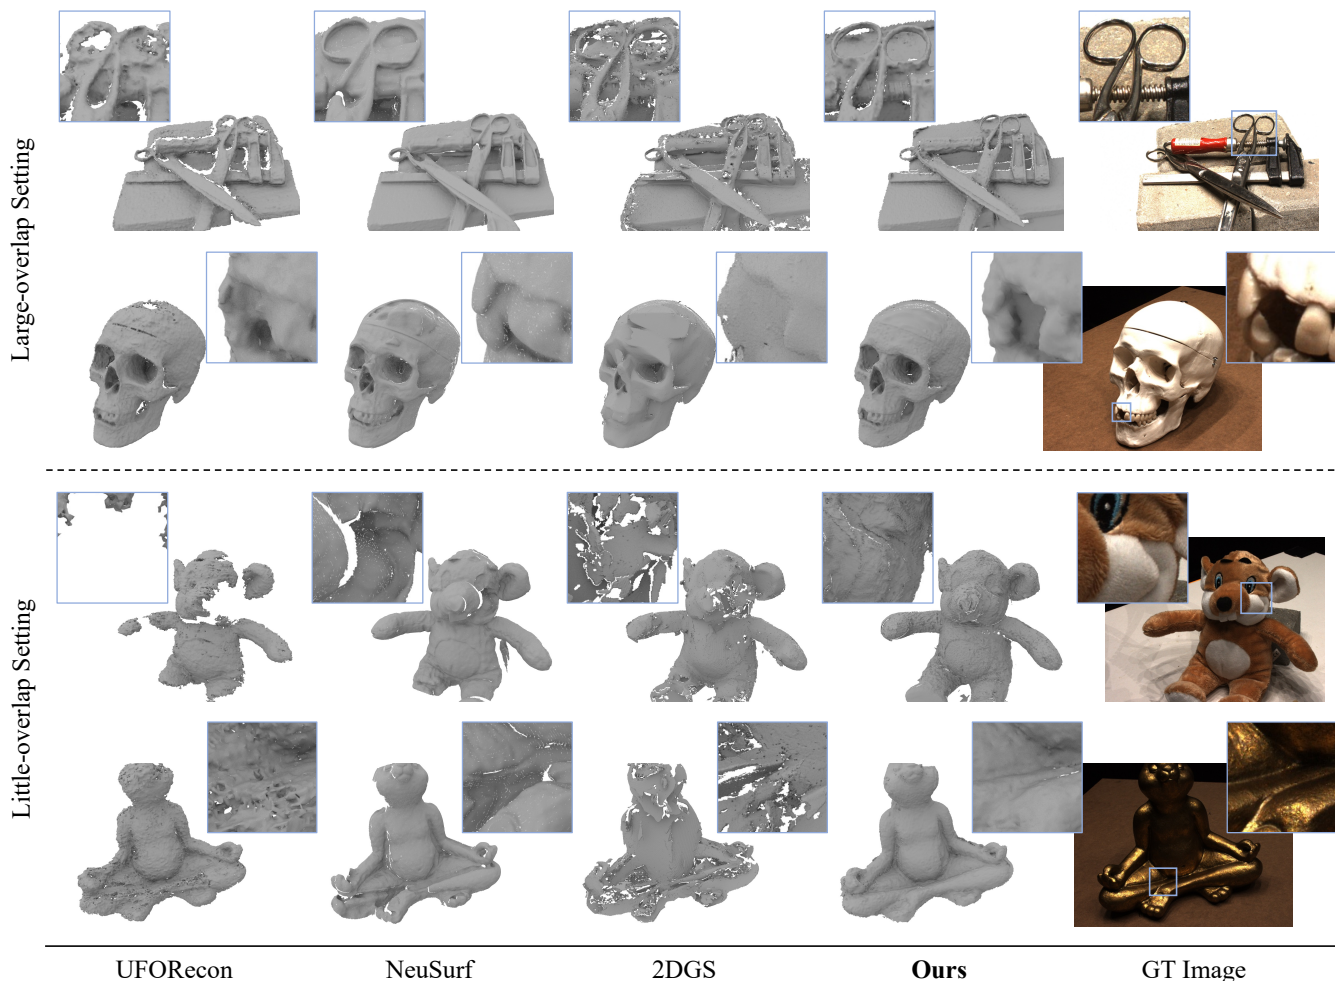 Large-overlap Setting
Little-overlap Setting
UFORecon
NeuSurf
2DGS
Ours
GT Image